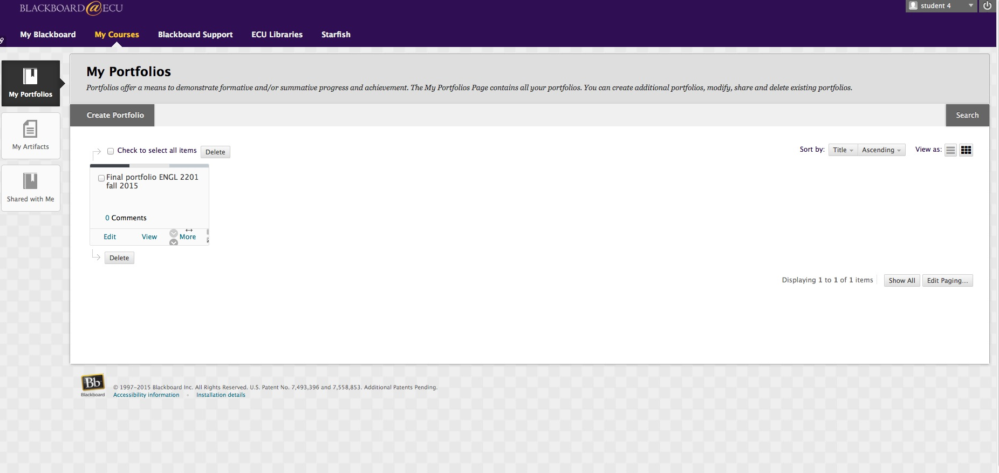 BLACKBOARD@ECU
student 4
My Blackboard
My Courses
Blackboard Support
ECU Libraries
Starfish
My Portfolios
My Artifacts
Shared with Me
My Portfolios
Portfolios offer a means to demonstrate formative and/or summative progress and achievement. The My Portfolios Page contains all your portfolios. You can create additional portfolios, modify, share and delete existing portfolios.
Create Portfolio
Search
Check to select all items
Delete
Sort by:
Title
Ascending
View as:
Final portfolio ENGL 2201
fall 2015
0 Comments
Edit
View
More
Delete
Displaying 1 to 1 of 1 items
Show All
Edit Paging...
Bb
Blackboard
© 1997-2015 Blackboard Inc. All Rights Reserved. U.S. Patent No. 7,493,396 and 7,558,853. Additional Patents Pending.
Accessibility information
Installation details